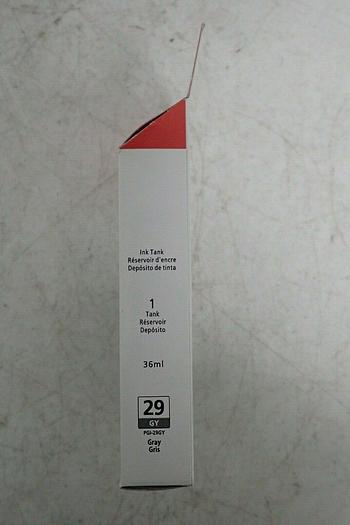 Ink Tank
Réservoir d'encre
Depósito de tinta
1
Tank
Réservoir
Depósito
36ml
29
GY
PGI-29GY
Gray
Gris